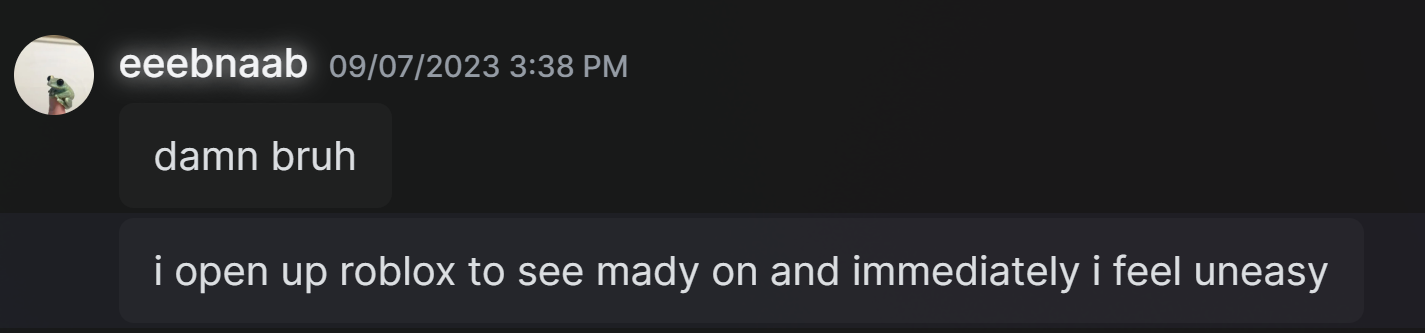 eeebnaab 09/07/2023 3:38 PM
damn bruh
i open up roblox to see mady on and immediately i feel uneasy